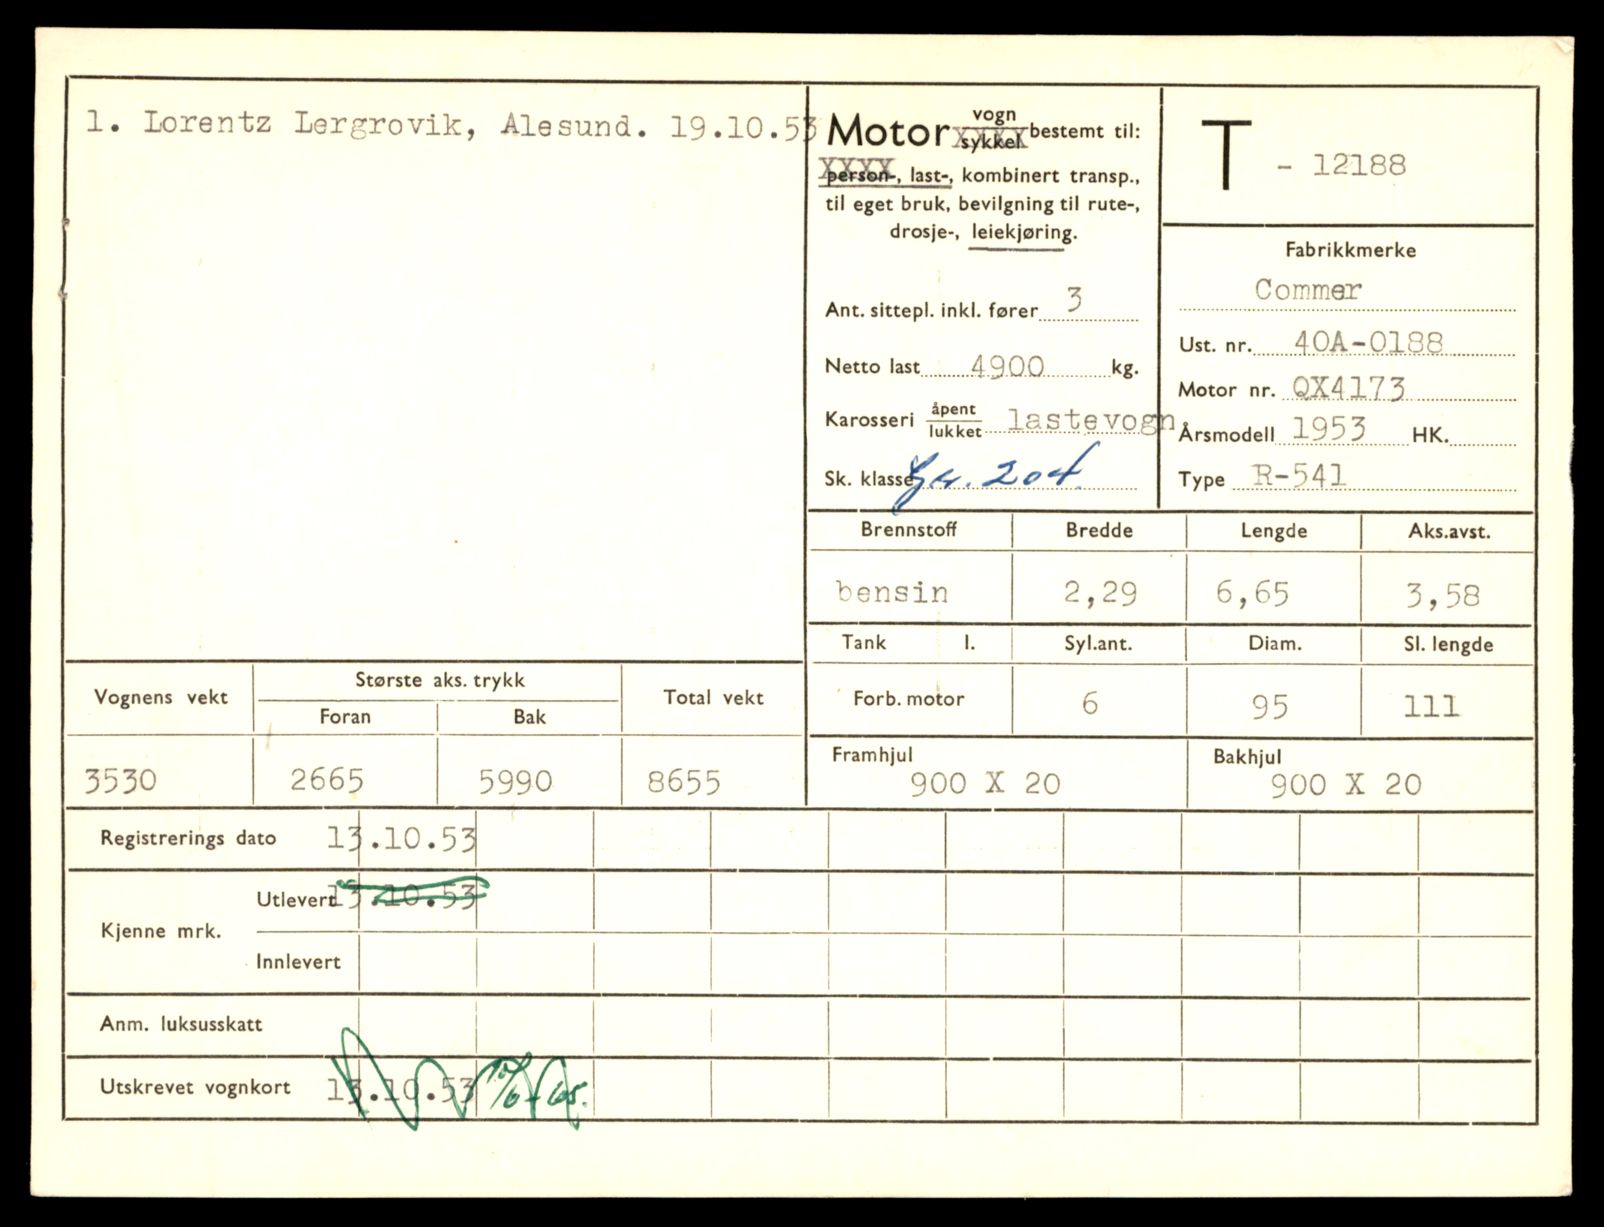 1. Lorentz Lergrovik, Alesund. 19.10.53
Motor vogn sykkel bestemt til:
person-, last-, kombinert transp.,
til eget bruk, bevilgning til rute-,
drosje-, leiekjøring.
Ant. sittepl. inkl. fører 3
Netto last 4900 kg.
Karosseri åpent lukket lastevogn
Sk. klasse
T - 12188
Fabrikkmerke
Commer
Ust. nr. 40A-0188
Motor nr. QX4173
Årsmodell 1953 HK.
Type R-541
Brennstoff Bredde Lengde Aks.avst.
bensin 2,29 6,65 3,58
Tank l. Syl.ant. Diam. Sl. lengde
Forb. motor 6 95 111
Framhjul Bakhjul
900 X 20 900 X 20
Vognens vekt Største aks. trykk Total vekt
Foran Bak
3530 2665 5990 8655
Registrerings dato 13.10.53
Kjenne mrk.
Utlevert 13.10.53
Innlevert
Anm. luksusskatt
Utskrevet vognkort 13.10.53